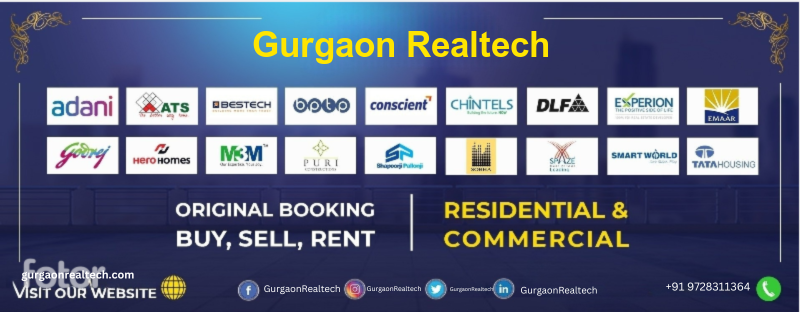 Gurgaon Realtech
adani
ATS
BESTECH
bptp
conscient
CHINTELS
DLF
EXPERION
EMAAR
Godrej
HERO HOMES
M3M
PURI
Shapoorji Pallonji
SOBHA
SPAZE
SMART WORLD
TATA HOUSING
ORIGINAL BOOKING
BUY, SELL, RENT
RESIDENTIAL &
COMMERCIAL
fotor
gurgaonrealtech.com
VISIT OUR WEBSITE
GurgaonRealtech
GurgaonRealtech
GurgaonRealtech
in
GurgaonRealtech
+91 9728311364